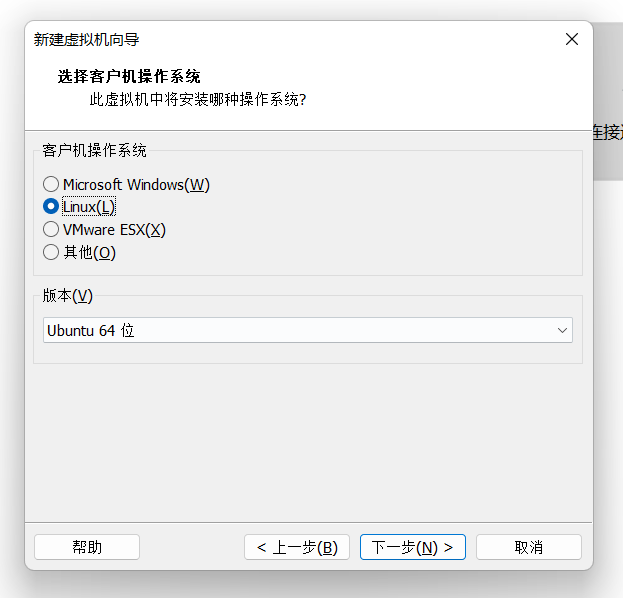 新建虚拟机向导
选择客户机操作系统
此虚拟机中将安装哪种操作系统?
连接
客户机操作系统
Microsoft Windows(W)
Linux(L)
VMware ESX(X)
其他(O)
版本(V)
Ubuntu 64 位
帮助
< 上一步(B)
下一步(N) >
取消